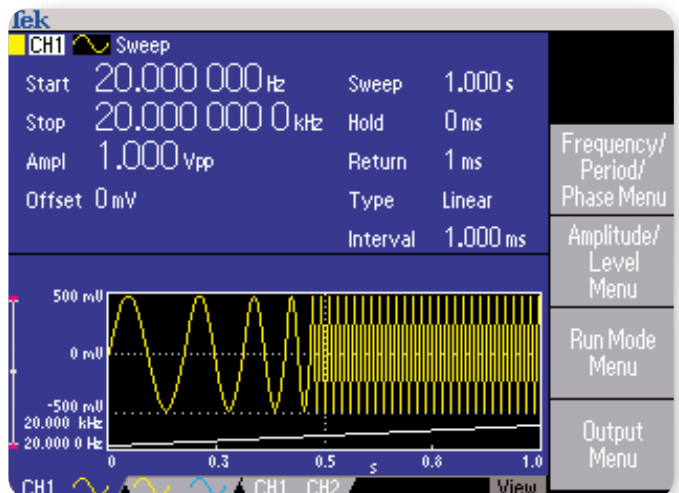 Tek
CH1 Sweep
Start 20.000 000 Hz
Stop 20.000 000 0 kHz
Ampl 1.000 Vpp
Offset 0 mV
Sweep 1.000 s
Hold 0 ms
Return 1 ms
Type Linear
Interval 1.000 ms
500 mV
0 mV
-500 mV
20.000 kHz
20.000 0 Hz
0 0.3 0.5 s 0.8 1.0
Frequency/
Period/
Phase Menu
Amplitude/
Level
Menu
Run Mode
Menu
Output
Menu
CH1 CH1 CH2 View